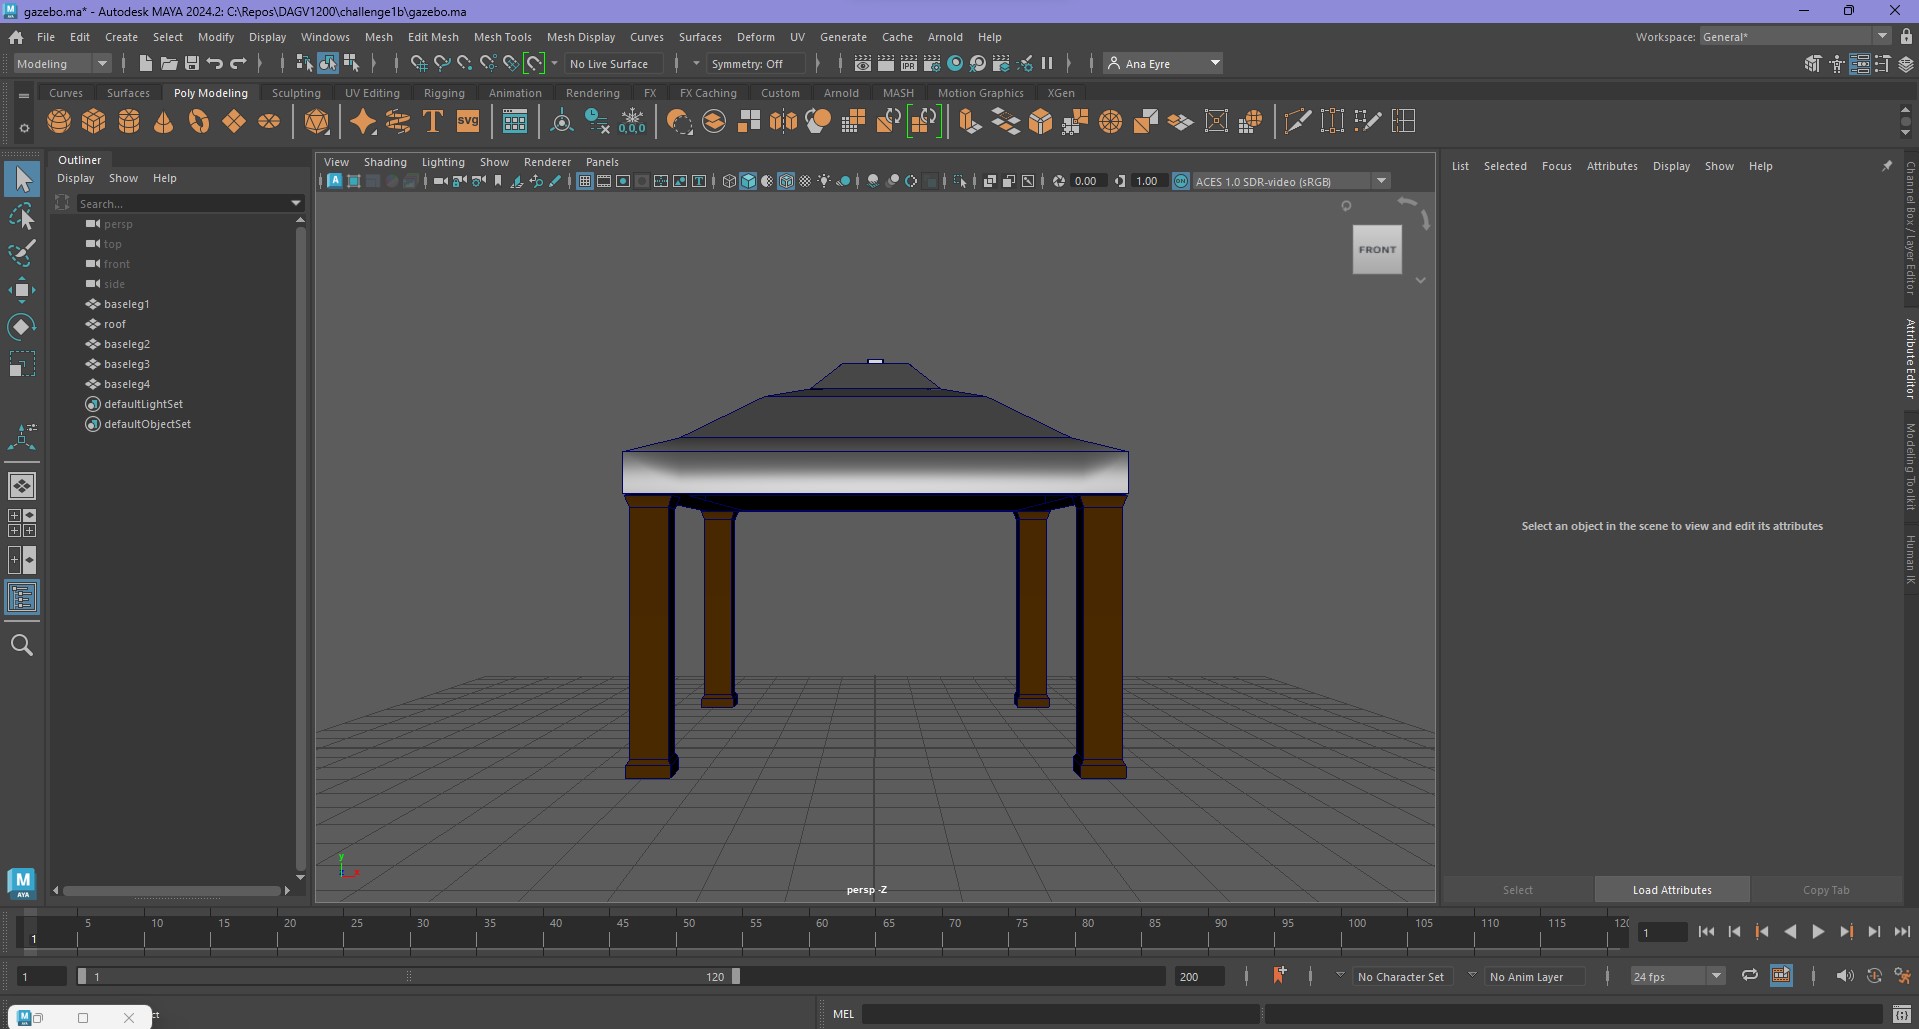 gazebo.ma* - Autodesk MAYA 2024.2: C:\Repos\DAGV1200\challenge1b\gazebo.ma
File Edit Create Select Modify Display Windows Mesh Edit Mesh Mesh Tools Mesh Display Curves Surfaces Deform UV Generate Cache Arnold Help Workspace: General*
Modeling No Live Surface Symmetry: Off Ana Eyre
Curves Surfaces Poly Modeling Sculpting UV Editing Rigging Animation Rendering FX FX Caching Custom Arnold MASH Motion Graphics XGen
Outliner
Display Show Help
Search...
persp
top
front
side
baseleg1
roof
baseleg2
baseleg3
baseleg4
defaultLightSet
defaultObjectSet
View Shading Lighting Show Renderer Panels
0.00 1.00 ACES 1.0 SDR-video (sRGB)
FRONT
persp -Z
y
x
List Selected Focus Attributes Display Show Help
Select an object in the scene to view and edit its attributes
Select Load Attributes Copy Tab
Channel Box / Layer Editor
Attribute Editor
Modeling Toolkit
Human IK
5 10 15 20 25 30 35 40 45 50 55 60 65 70 75 80 85 90 95 100 105 110 115 120
1
1
1 1 120 200 No Character Set No Anim Layer 24 fps
MEL